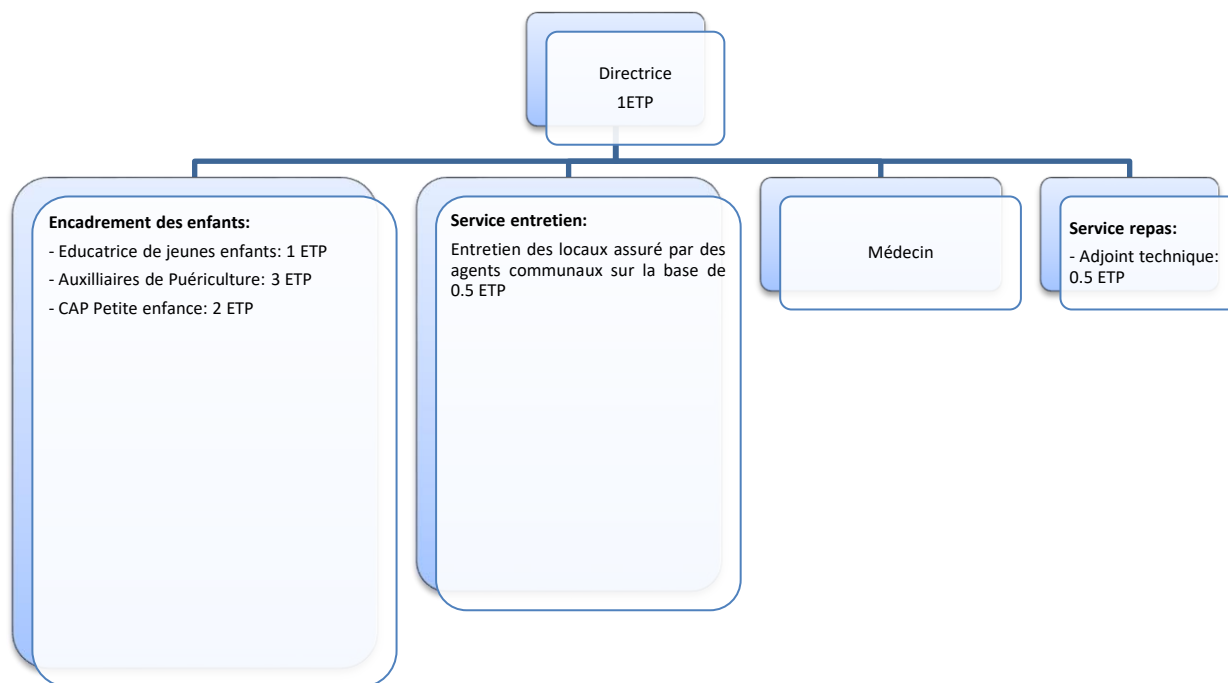 Directrice
1ETP
Encadrement des enfants:
- Educatrice de jeunes enfants: 1 ETP
- Auxilliaires de Puériculture: 3 ETP
- CAP Petite enfance: 2 ETP
Service entretien:
Entretien des locaux assuré par des
agents communaux sur la base de
0.5 ETP
Médecin
Service repas:
- Adjoint technique:
0.5 ETP